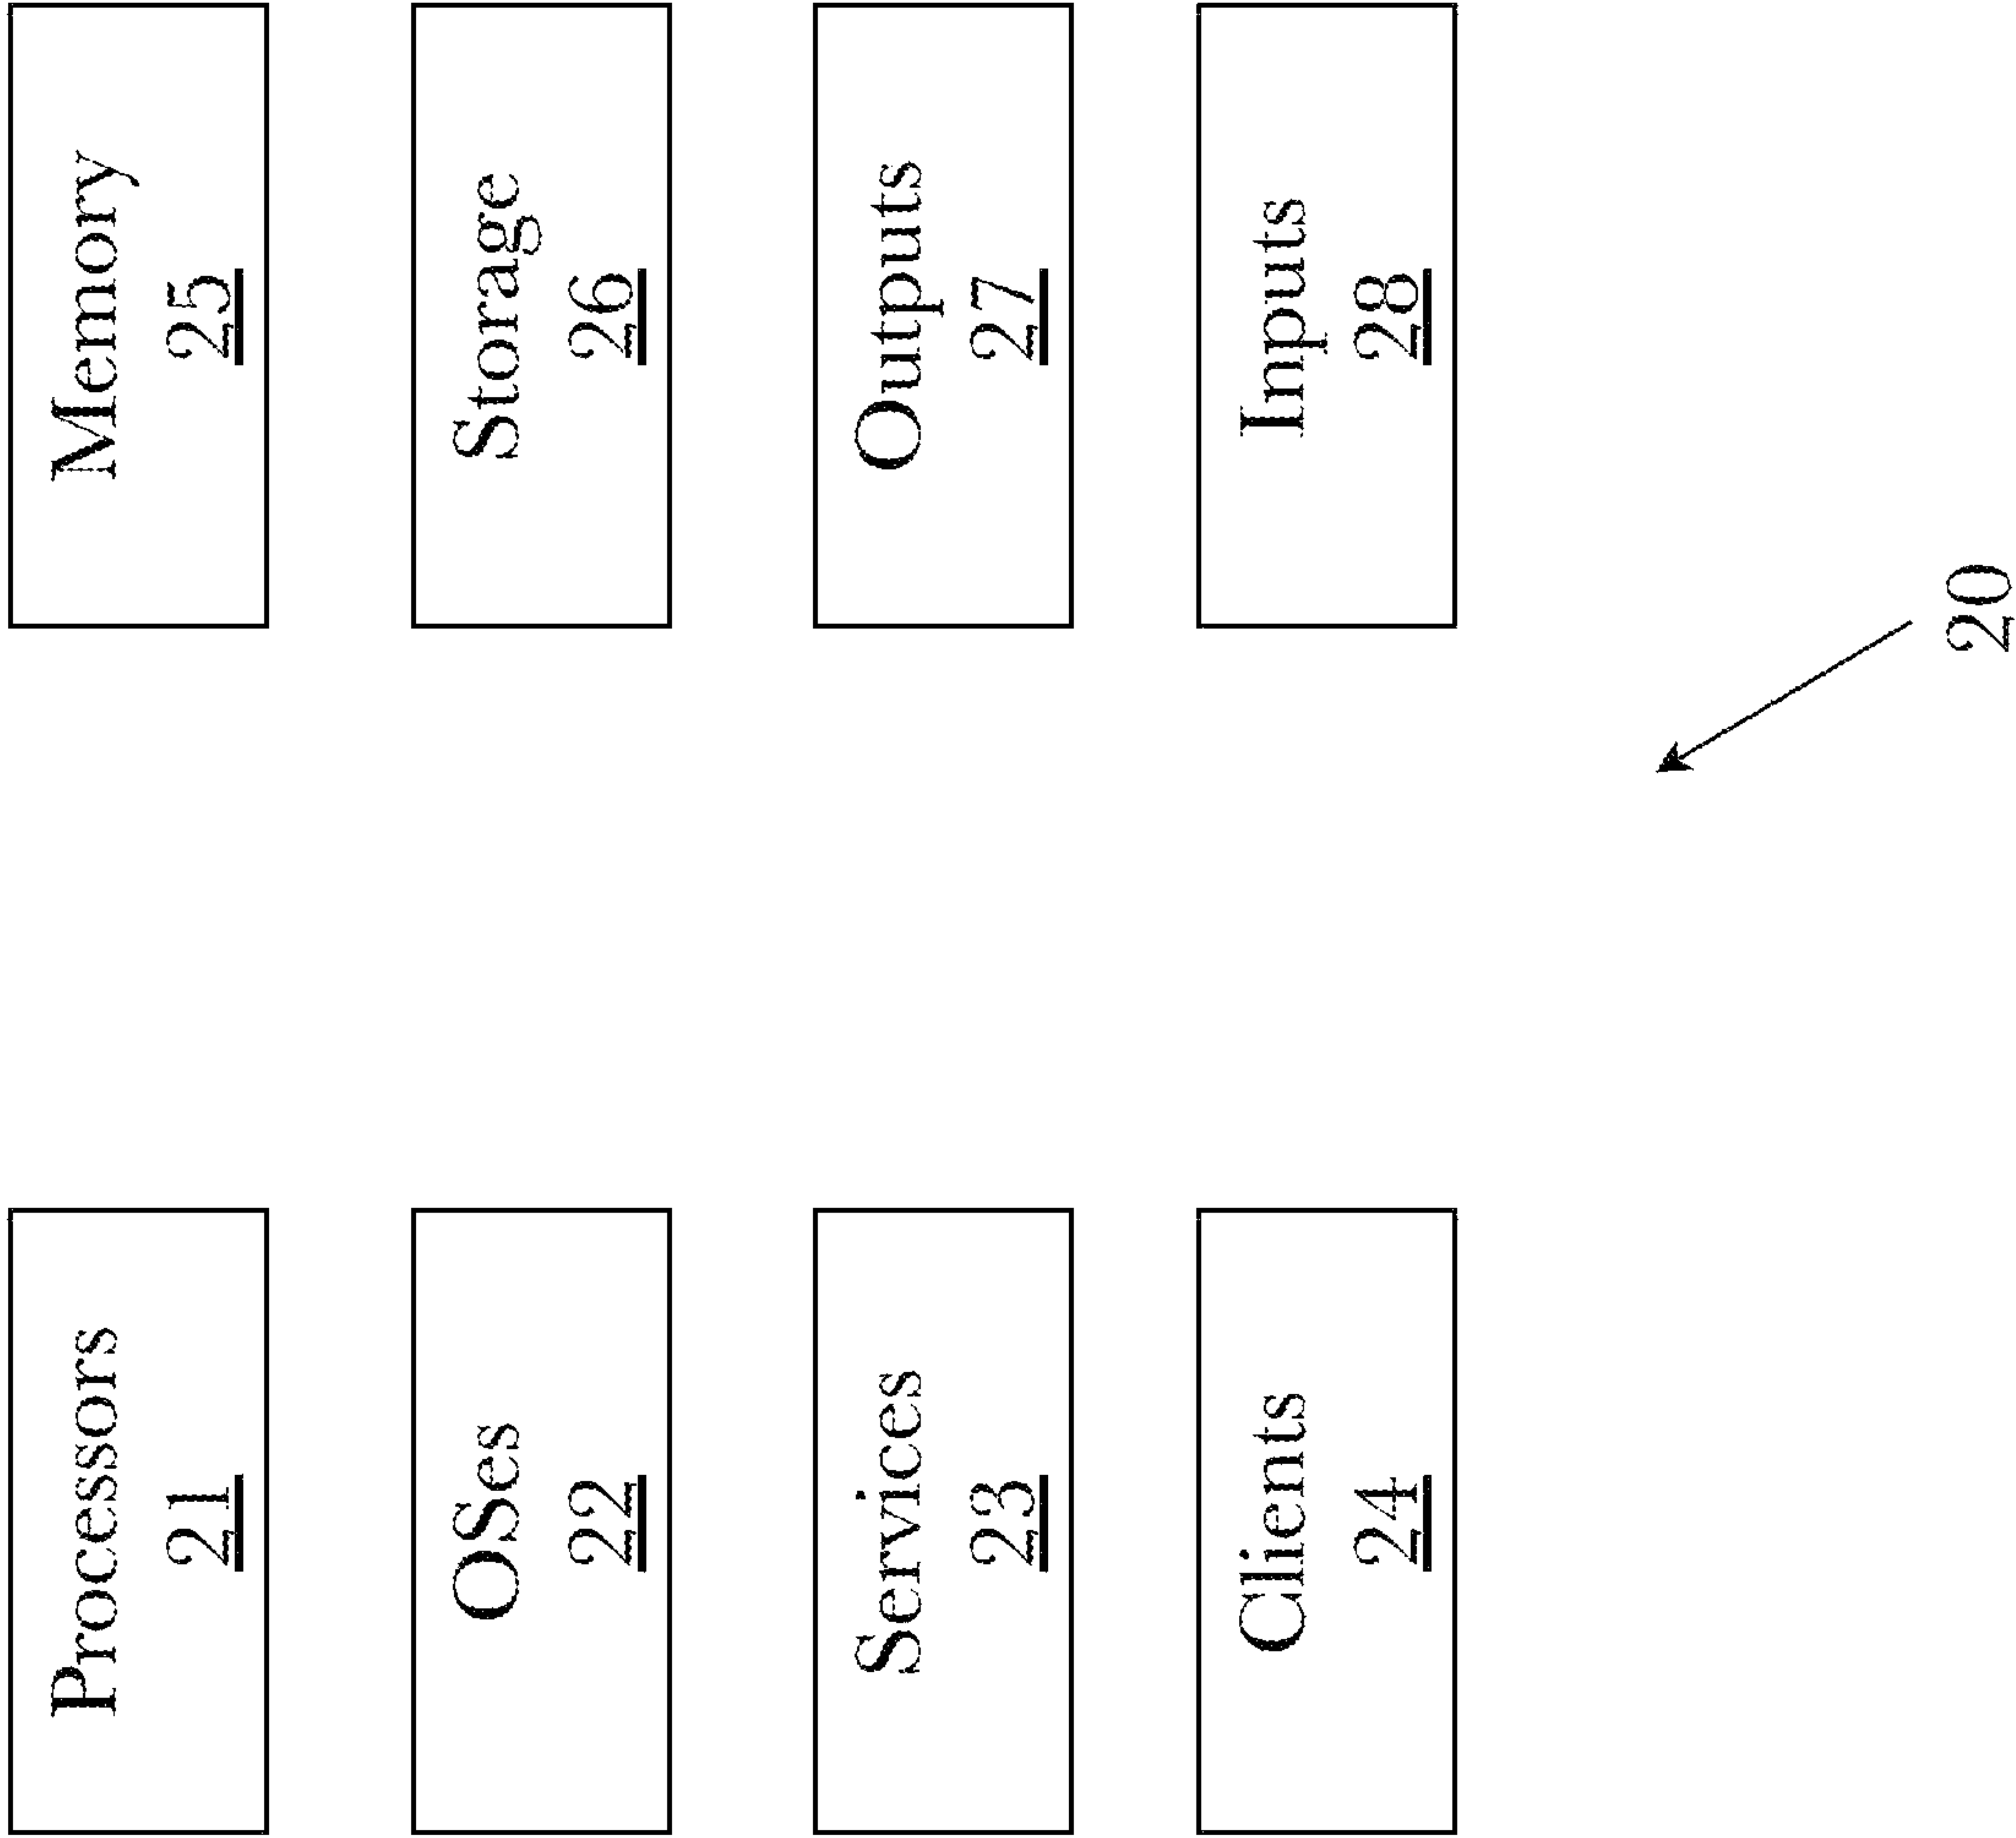 Processors
21
Memory
25
OSes
22
Storage
26
Services
23
Outputs
27
Clients
24
Inputs
28
20